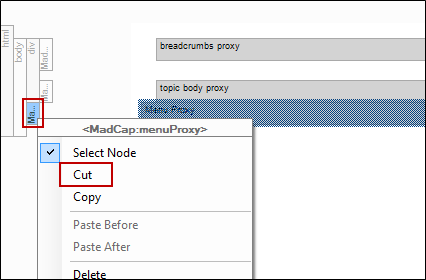 html
body
div
Mad...
Mad...
Ma...
breadcrumbs proxy
topic body proxy
Menu Proxy
<MadCap:menuProxy>
Select Node
Cut
Copy
Paste Before
Paste After
Delete